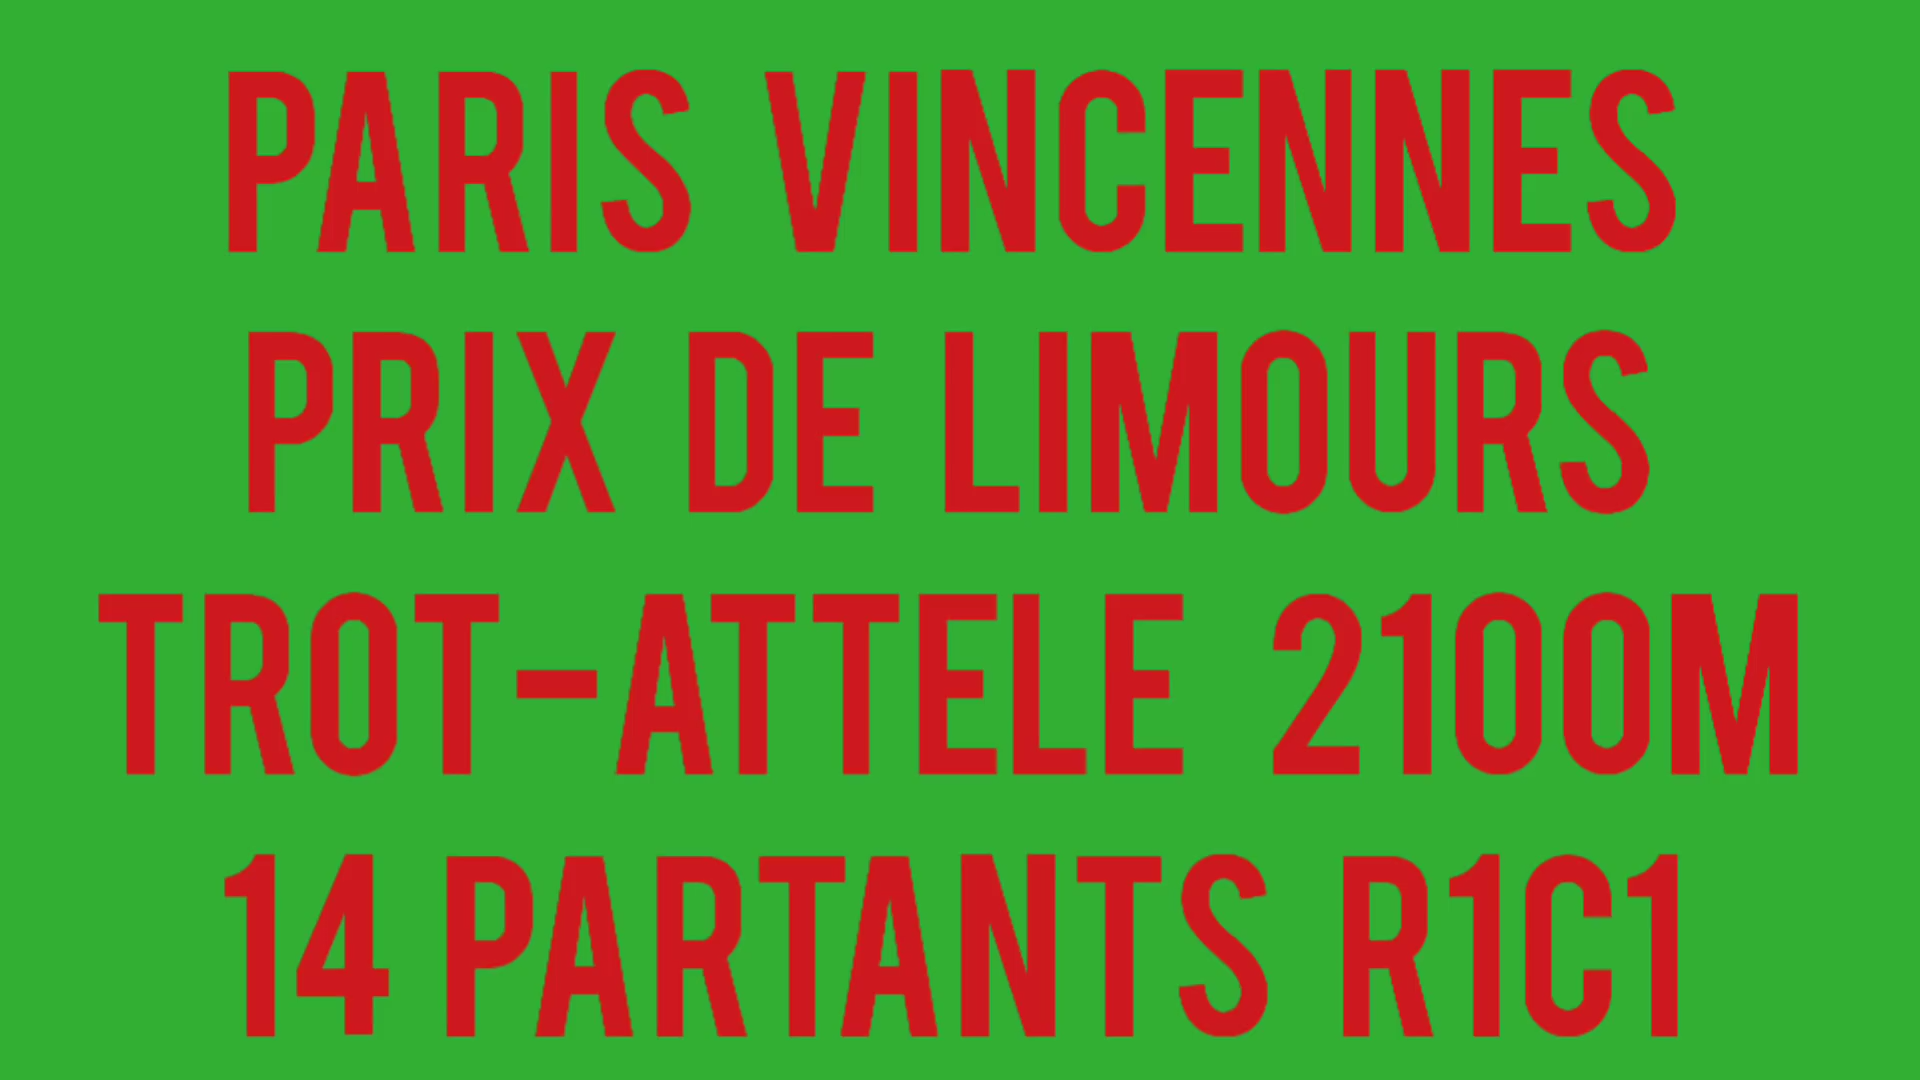 PARIS VINCENNES
PRIX DE LIMOURS
TROT-ATTELE 2100M
14 PARTANTS R1C1